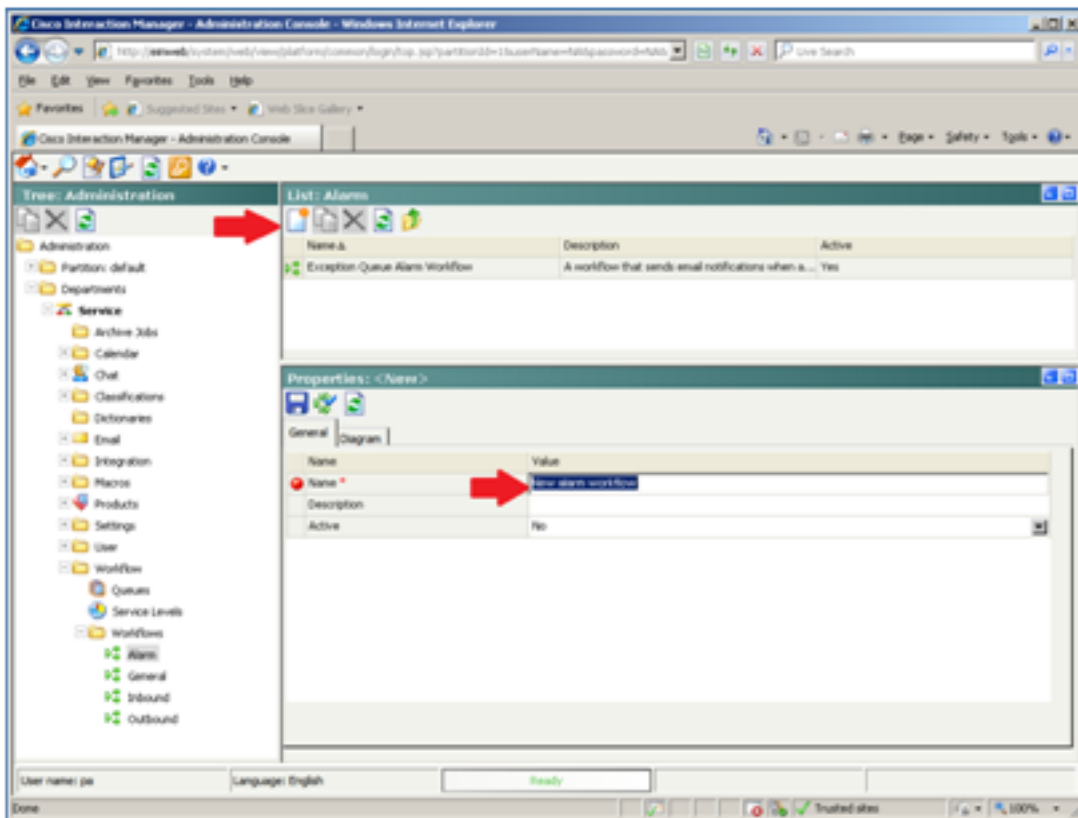 Cisco Interaction Manager - Administration Console - Windows Internet Explorer
Live Search
File Edit View Favorites Tools Help
Favorites Suggested Sites Web Slice Gallery
Cisco Interaction Manager - Administration Console
Page Safety Tools
Tree: Administration
Administration
Partition: default
Departments
Service
Archive Jobs
Calendar
Chat
Classifications
Dictionaries
Email
Integration
Macros
Products
Settings
User
Workflow
Queues
Service Levels
Workflows
Alarm
General
Inbound
Outbound
List: Alarm
Name Description Active
Exception Queue Alarm Workflow A workflow that sends email notifications when a... Yes
Properties: <New>
General Diagram
Name Value
Name * New alarm workflow
Description
Active No
User name: pa Language: English Ready
Done Trusted sites 100%